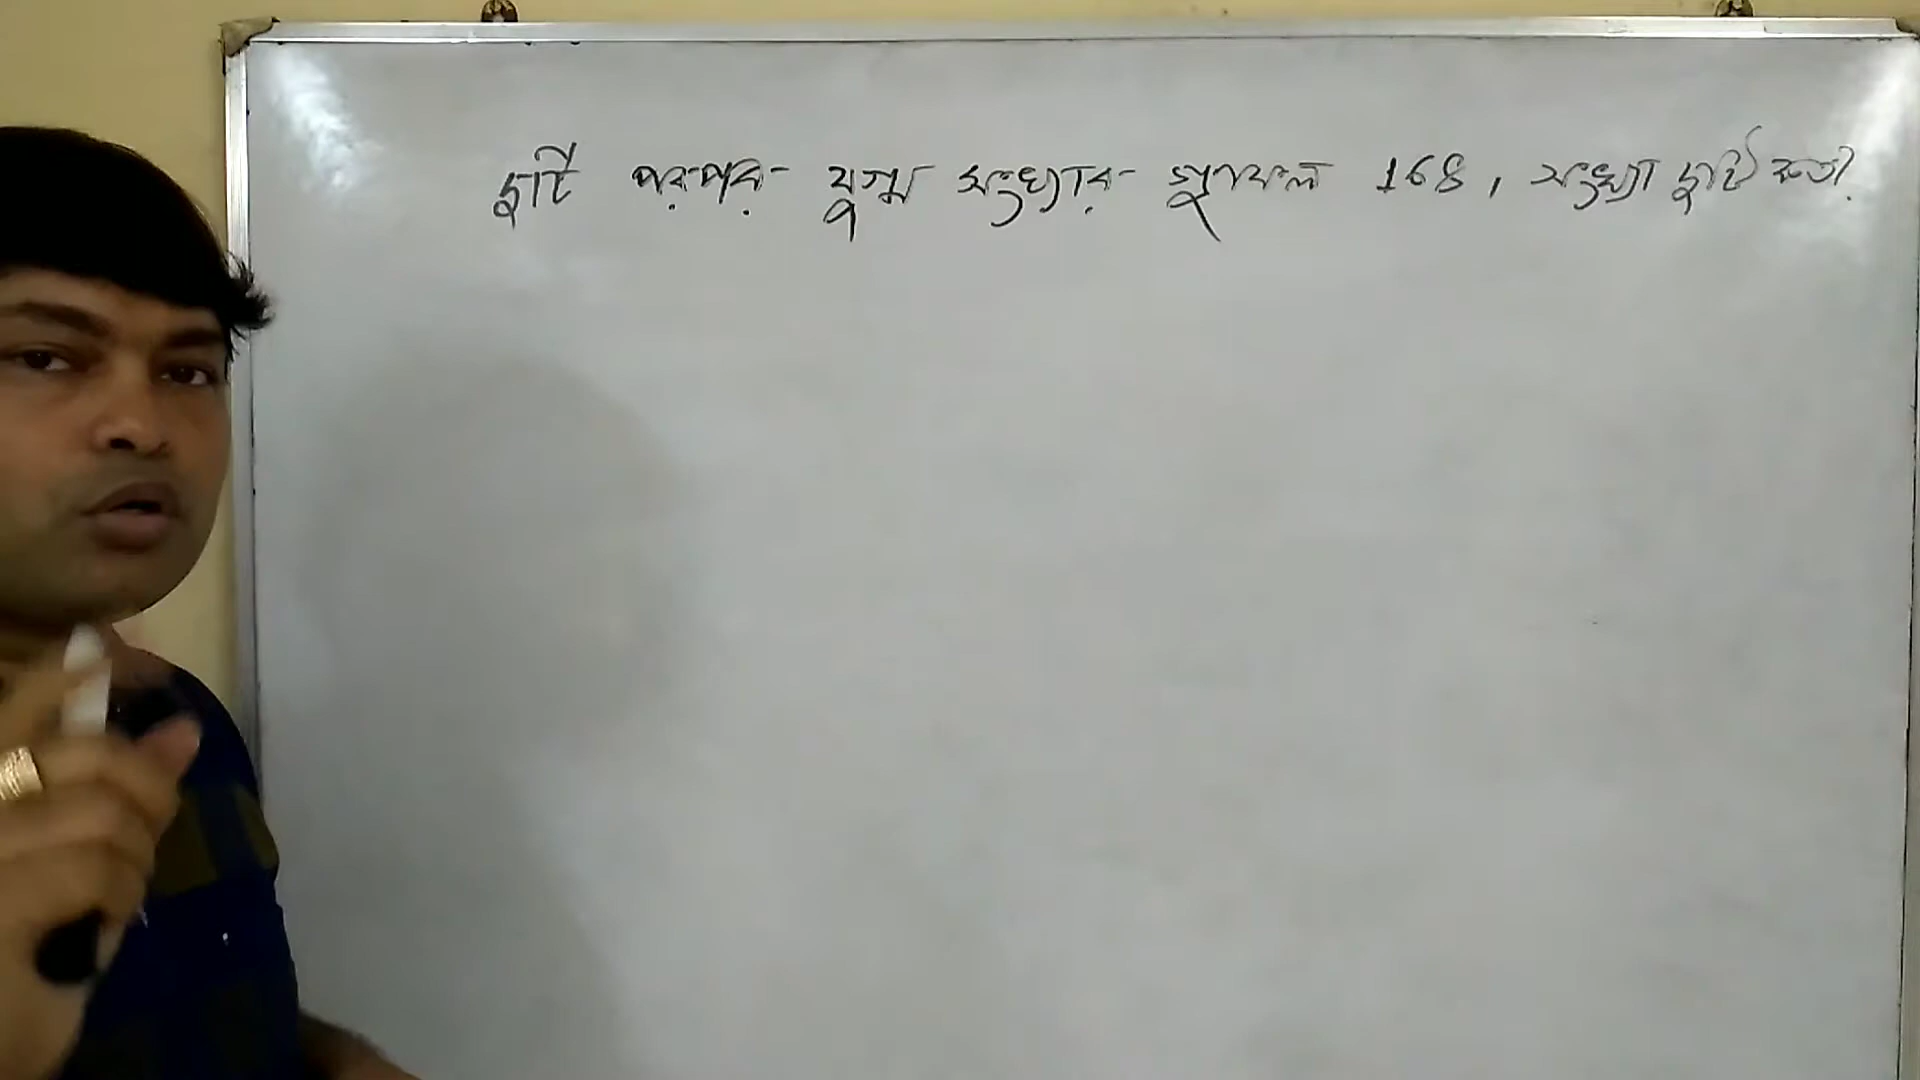 দুটি পরপর যুগ্ম সংখ্যার গুণফল 168, সংখ্যা দুটি কত?